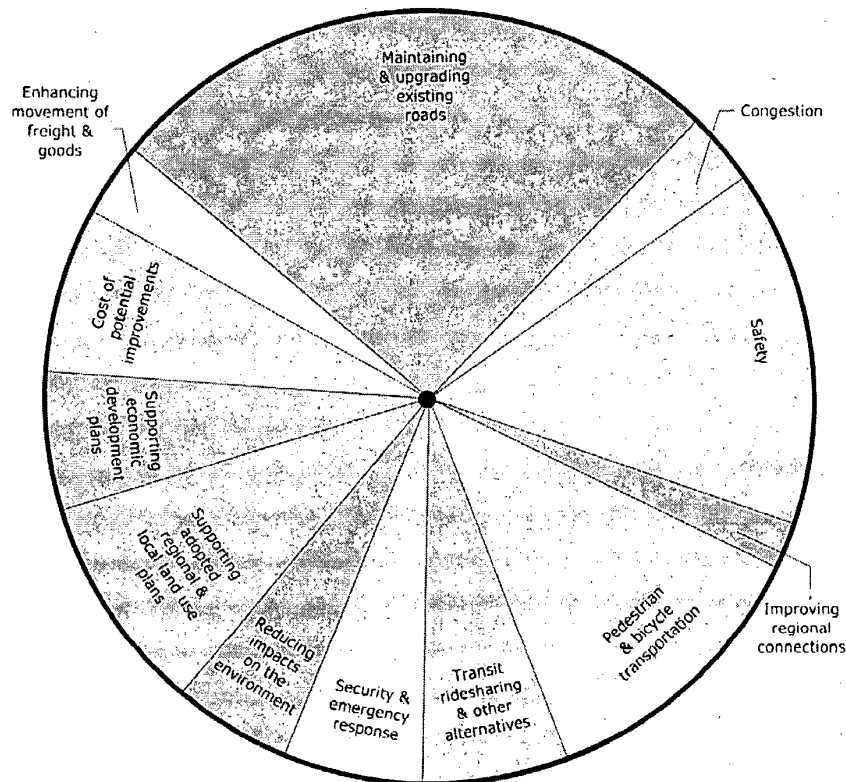 Maintaining
& upgrading
existing
roads
Congestion
Safety
Improving
regional
connections
Pedestrian
& bicycle
transportation
Transit
ridesharing
& other
alternatives
Security &
emergency
response
Reducing
impacts
on the
environment
Supporting
adopted
regional &
local land use
plans
Supporting
economic
development
plans
Cost of
potential
improvements
Enhancing
movement of
freight &
goods